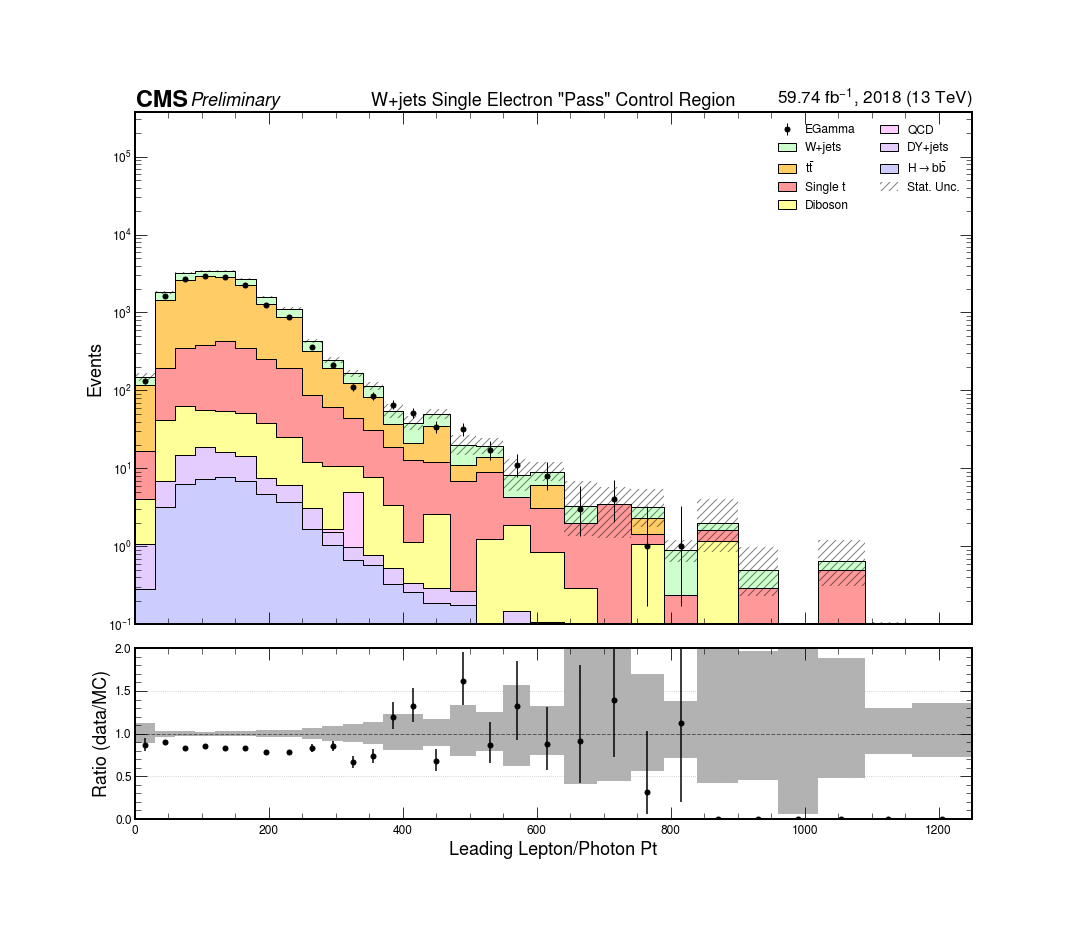 CMS Preliminary W+jets Single Electron "Pass" Control Region 59.74 fb⁻¹, 2018 (13 TeV)
EGamma
W+jets
tt̄
Single t
Diboson
QCD
DY+jets
H→bb̄
Stat. Unc.
Events
10⁵
10⁴
10³
10²
10¹
10⁰
10⁻¹
Ratio (data/MC)
2.0
1.5
1.0
0.5
0.0
0 200 400 600 800 1000 1200
Leading Lepton/Photon Pt